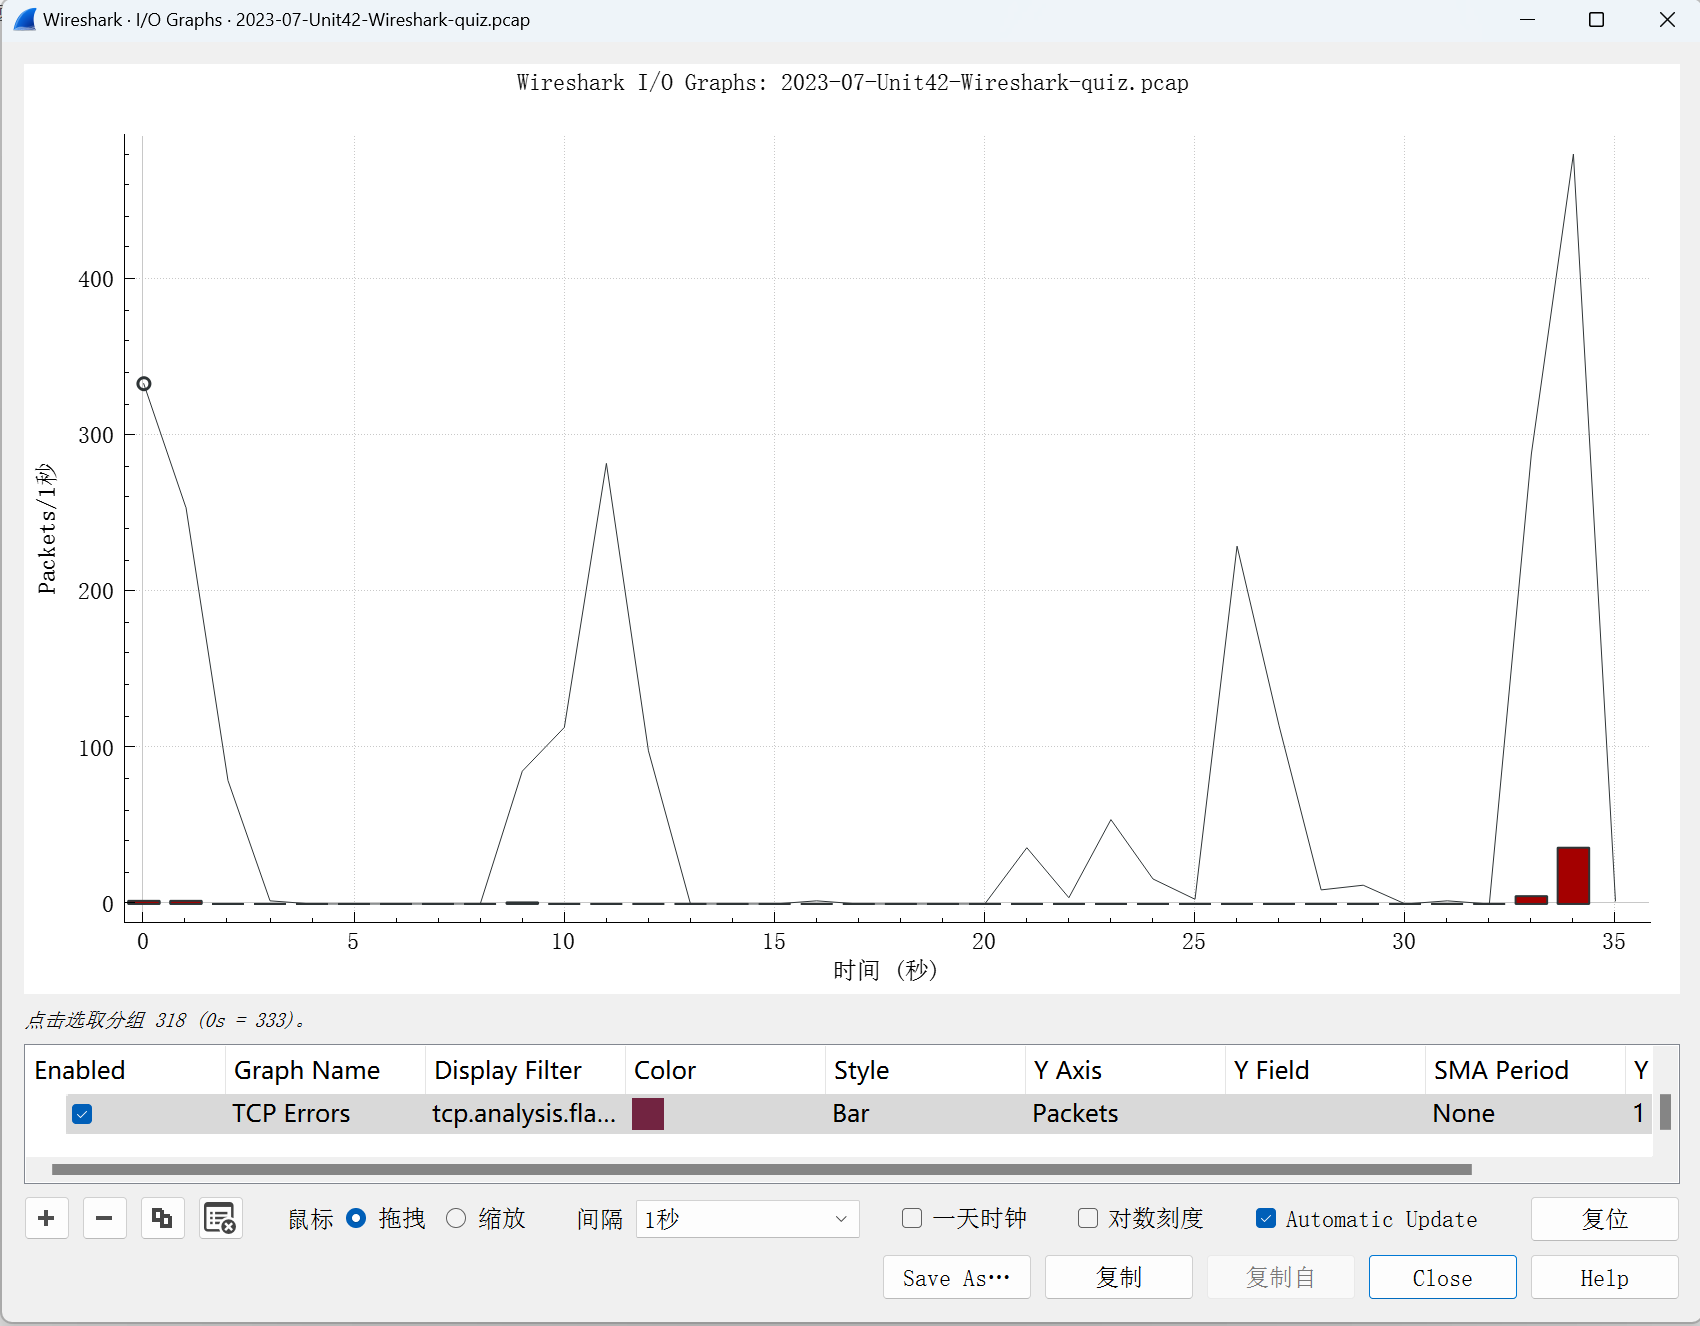 Wireshark · I/O Graphs · 2023-07-Unit42-Wireshark-quiz.pcap
Wireshark I/O Graphs: 2023-07-Unit42-Wireshark-quiz.pcap
Packets/1秒
400
300
200
100
0
0 5 10 15 20 25 30 35
时间 (秒)
点击选取分组 318 (0s = 333)。
Enabled Graph Name Display Filter Color Style Y Axis Y Field SMA Period Y
TCP Errors tcp.analysis.fla... Bar Packets None 1
鼠标 拖拽 缩放 间隔 1秒 一天时钟 对数刻度 Automatic Update 复位
Save As… 复制 复制自 Close Help